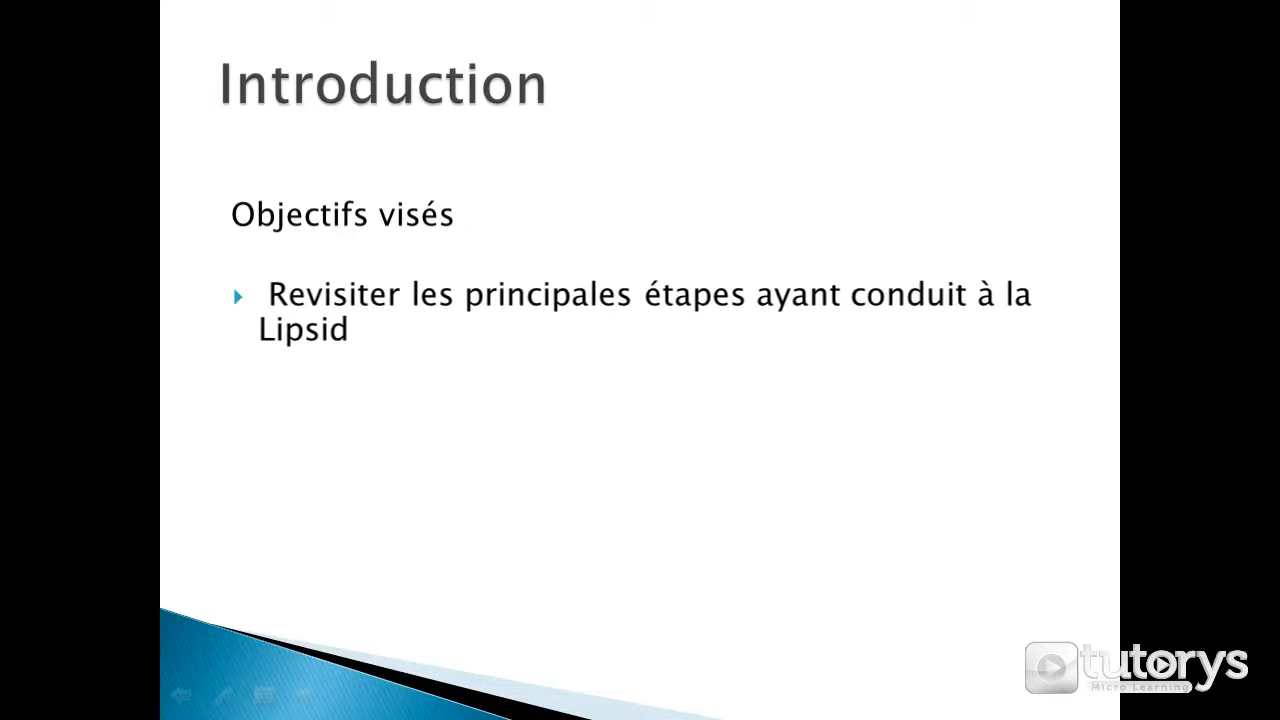 Introduction
Objectifs visés
Revisiter les principales étapes ayant conduit à la
Lipsid
tutorys
Micro Learning